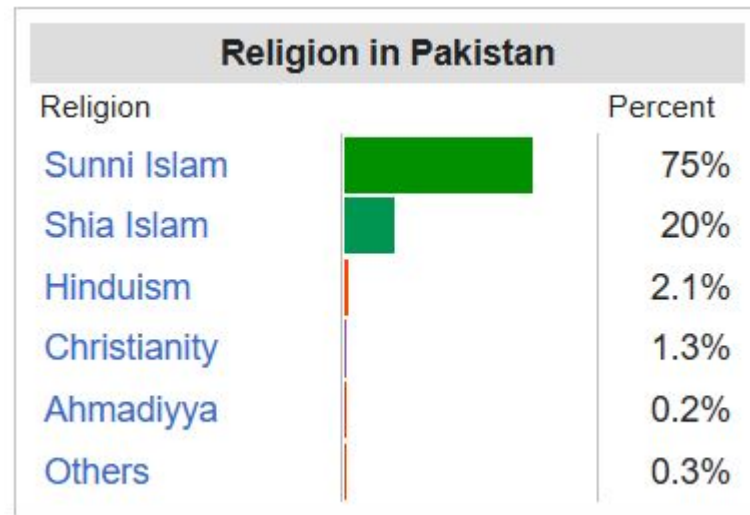 Religion in Pakistan
Religion Percent
Sunni Islam 75%
Shia Islam 20%
Hinduism 2.1%
Christianity 1.3%
Ahmadiyya 0.2%
Others 0.3%